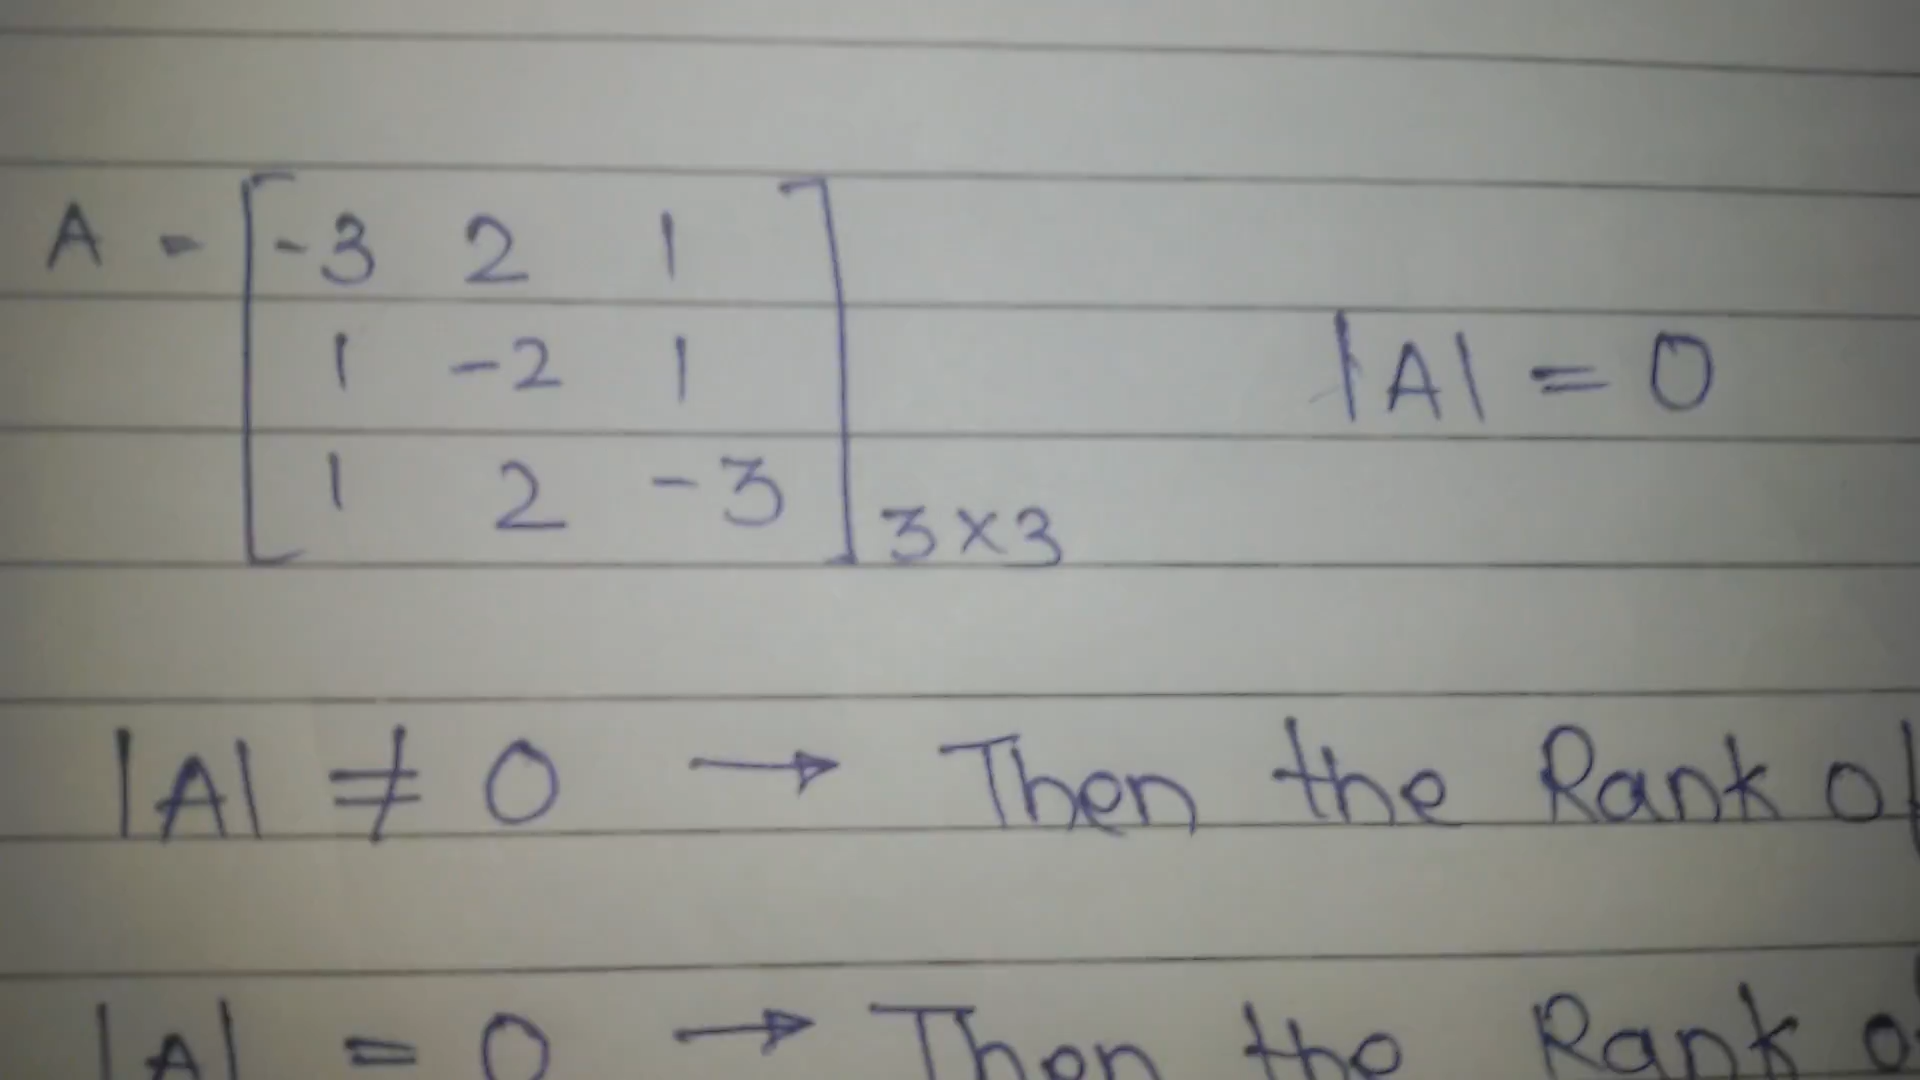 A = [-3 2 1
1 -2 1
1 2 -3] 3×3
|A| = 0
|A| ≠ 0 → Then the Rank of
|A| = 0 → Then the Rank of